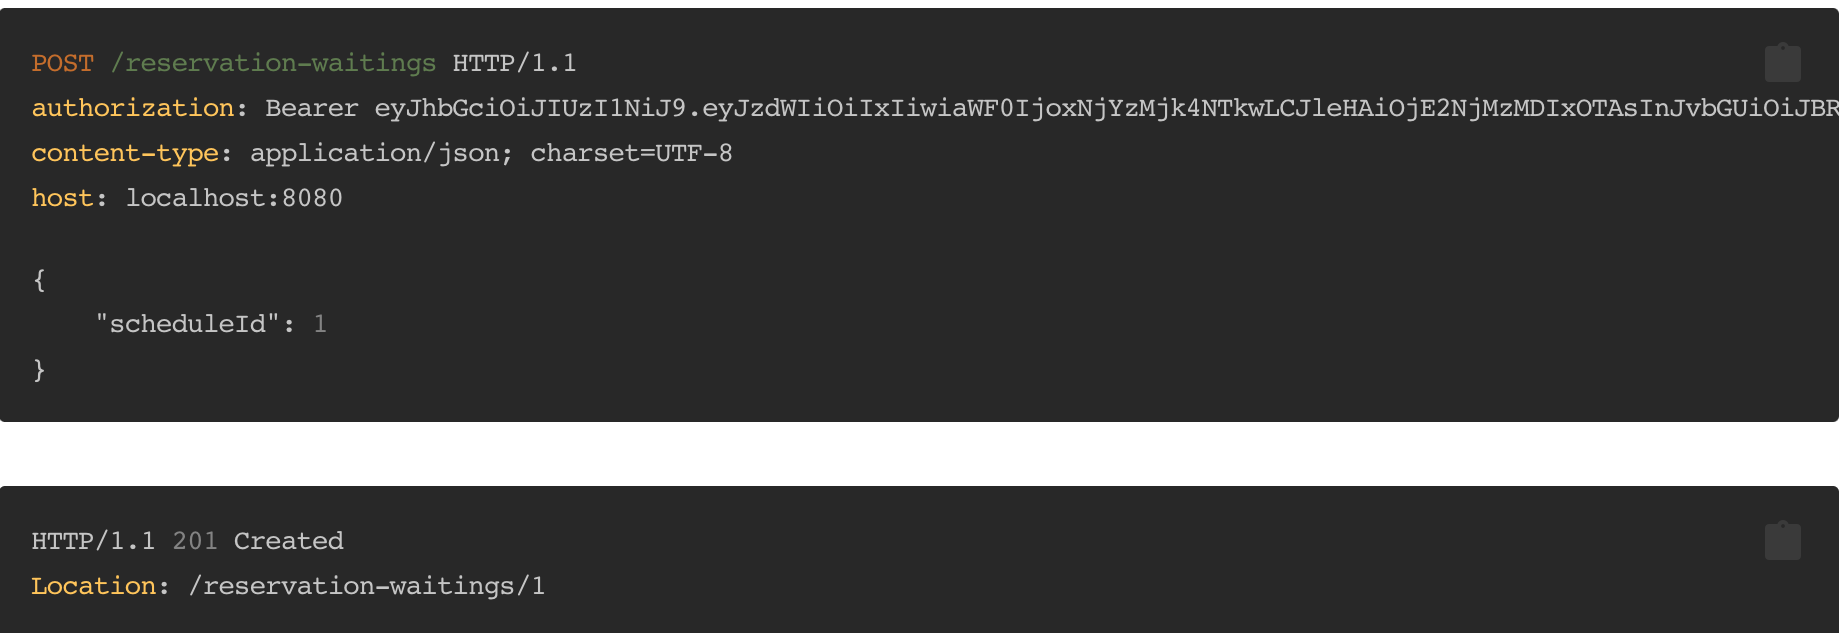 POST /reservation-waitings HTTP/1.1
authorization: Bearer eyJhbGciOiJIUzI1NiJ9.eyJzdWIiOiIxIiwiaWF0IjoxNjYzMjk4NTkwLCJleHAiOjE2NjMzMDIxOTAsInJvbGUiOiJBR
content-type: application/json; charset=UTF-8
host: localhost:8080
{
"scheduleId": 1
}
HTTP/1.1 201 Created
Location: /reservation-waitings/1